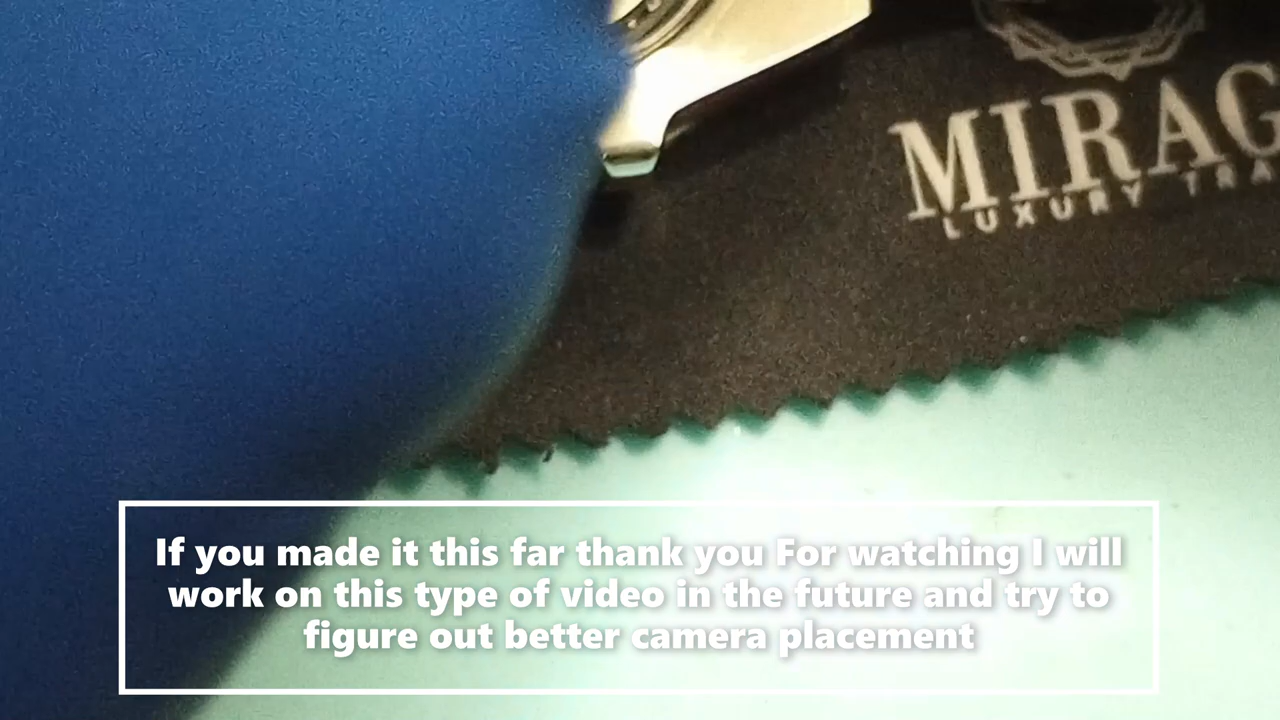 MIRAG
LUXURY TRA
If you made it this far thank you For watching I will
work on this type of video in the future and try to
figure out better camera placement